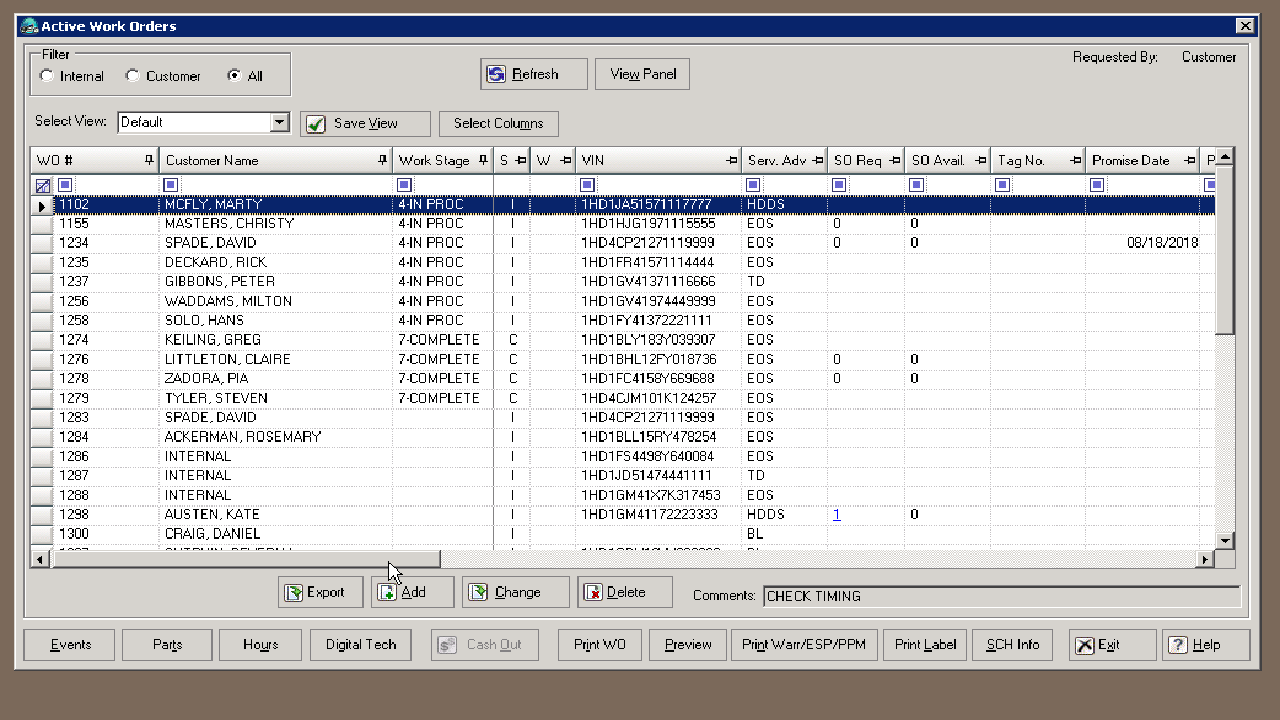 Active Work Orders
Filter
Internal Customer All
Refresh View Panel
Requested By: Customer
Select View: Default Save View Select Columns
WO # Customer Name Work Stage S W VIN Serv. Adv SO Req SO Avail. Tag No. Promise Date P
1102 MCFLY, MARTY 4-IN PROC I 1HD1JA51571117777 HDDS
1155 MASTERS, CHRISTY 4-IN PROC I 1HD1HJG1971115555 EOS 0 0
1234 SPADE, DAVID 4-IN PROC I 1HD4CP21271119999 EOS 0 0 08/18/2018
1235 DECKARD, RICK 4-IN PROC I 1HD1FR41571114444 EOS
1237 GIBBONS, PETER 4-IN PROC I 1HD1GV41371116666 TD
1256 WADDAMS, MILTON 4-IN PROC I 1HD1GV41974449999 EOS
1258 SOLO, HANS 4-IN PROC I 1HD1FY41372221111 EOS
1274 KEILING, GREG 7-COMPLETE C 1HD1BLY183Y039307 EOS
1276 LITTLETON, CLAIRE 7-COMPLETE C 1HD1BHL12FY018736 EOS 0 0
1278 ZADORA, PIA 7-COMPLETE C 1HD1FC4158Y669688 EOS 0 0
1279 TYLER, STEVEN 7-COMPLETE C 1HD4CJM101K124257 EOS
1283 SPADE, DAVID I 1HD4CP21271119999 EOS
1284 ACKERMAN, ROSEMARY I 1HD1BLL15RY478254 EOS
1286 INTERNAL I 1HD1FS4498Y640084 EOS
1287 INTERNAL I 1HD1JD51474441111 TD
1288 INTERNAL I 1HD1GM41X7K317453 EOS
1298 AUSTEN, KATE I 1HD1GM41172223333 HDDS 1 0
1300 CRAIG, DANIEL I BL
Export Add Change Delete Comments: CHECK TIMING
Events Parts Hours Digital Tech Cash Out Print WO Preview Print Warr/ESP/PPM Print Label SCH Info Exit Help